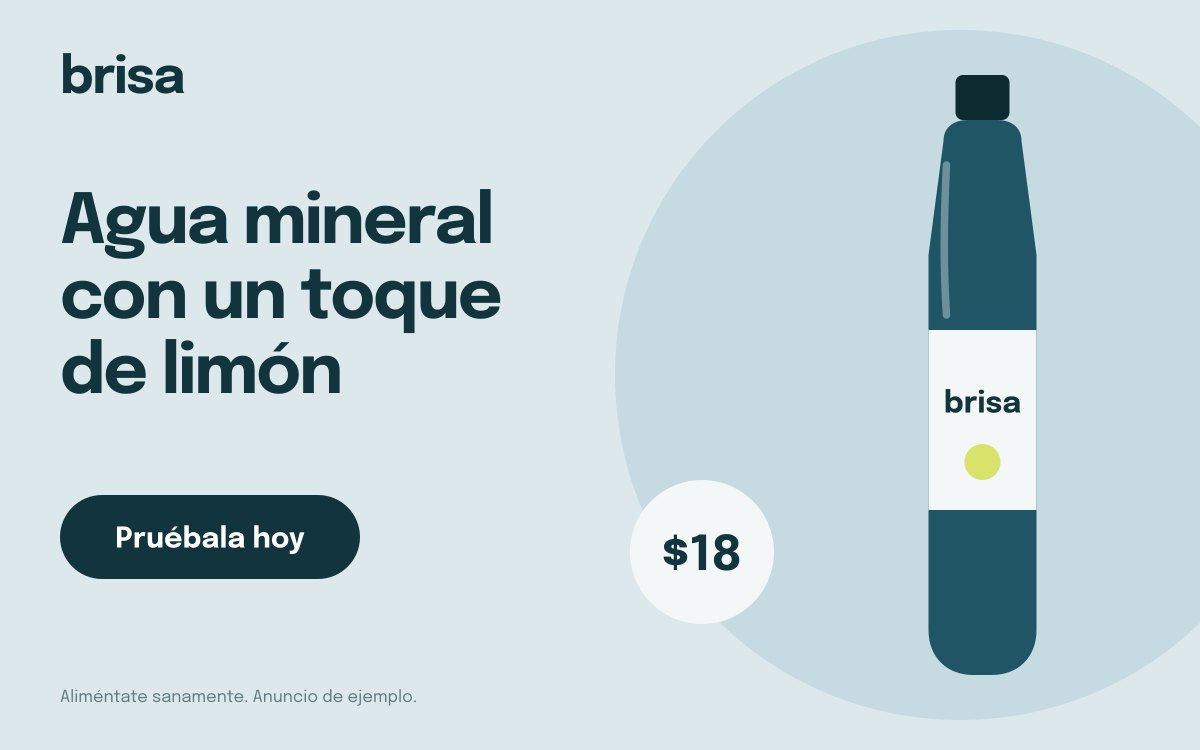 brisa
Agua mineral
con un toque
de limón
Pruébala hoy
$18
brisa
Aliméntate sanamente. Anuncio de ejemplo.